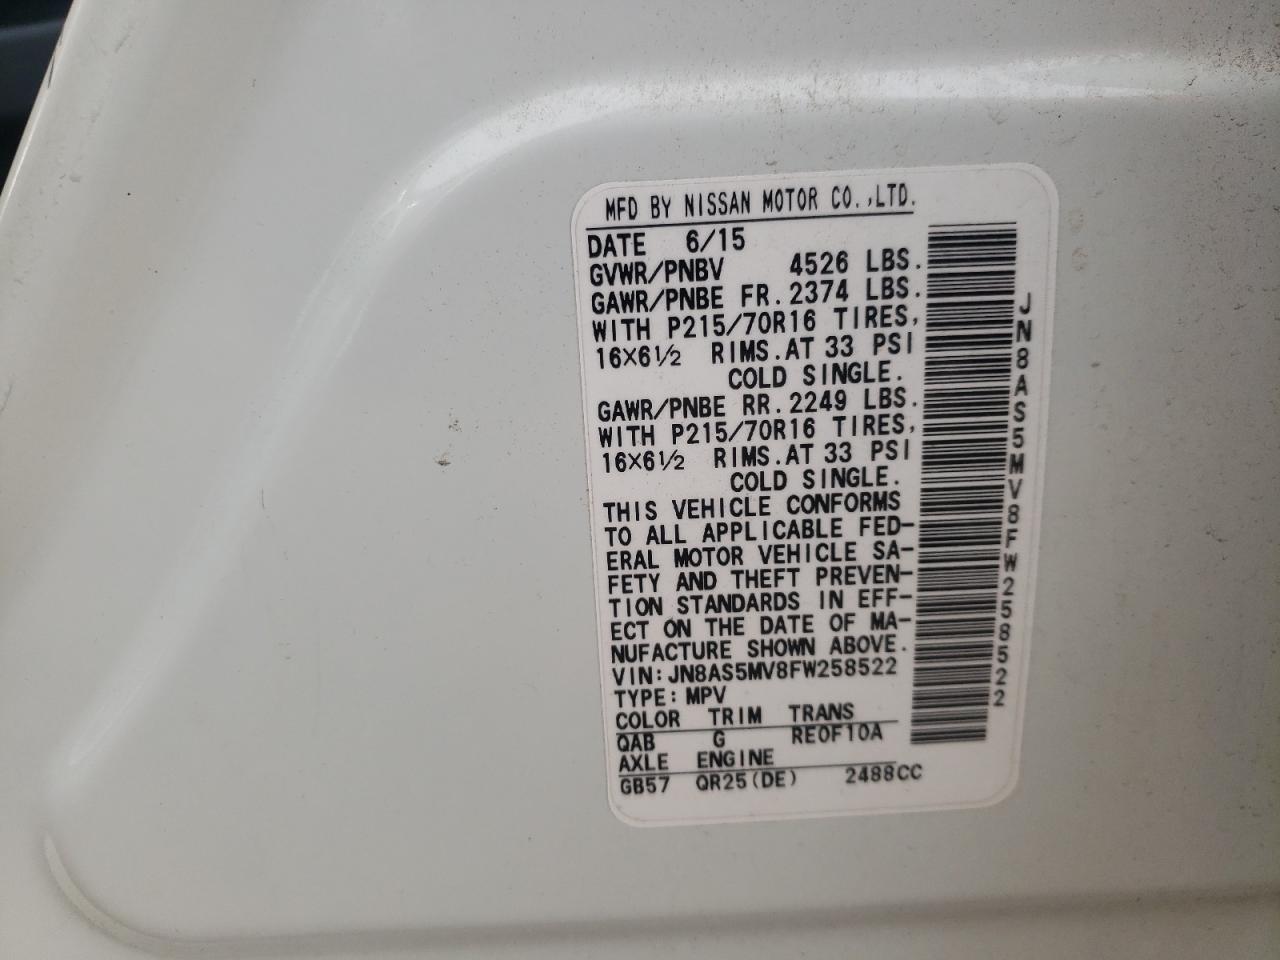 MFD BY NISSAN MOTOR CO.,LTD.
DATE 6/15
GVWR/PNBV 4526 LBS.
GAWR/PNBE FR.2374 LBS.
WITH P215/70R16 TIRES,
16X6½ RIMS.AT 33 PSI
COLD SINGLE.
GAWR/PNBE RR.2249 LBS.
WITH P215/70R16 TIRES,
16X6½ RIMS.AT 33 PSI
COLD SINGLE.
THIS VEHICLE CONFORMS
TO ALL APPLICABLE FED-
ERAL MOTOR VEHICLE SA-
FETY AND THEFT PREVEN-
TION STANDARDS IN EFF-
ECT ON THE DATE OF MA-
NUFACTURE SHOWN ABOVE.
VIN:JN8AS5MV8FW258522
TYPE:MPV
COLOR TRIM TRANS
QAB G RE0F10A
AXLE ENGINE
GB57 QR25(DE) 2488CC
JN8AS5MV8FW258522